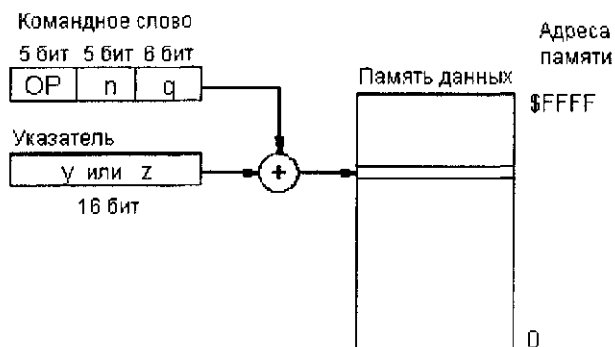 Командное слово
5 бит 5 бит 6 бит
OP n q
Указатель
y или z
16 бит
+
Память данных
Адреса
памяти
$FFFF
0